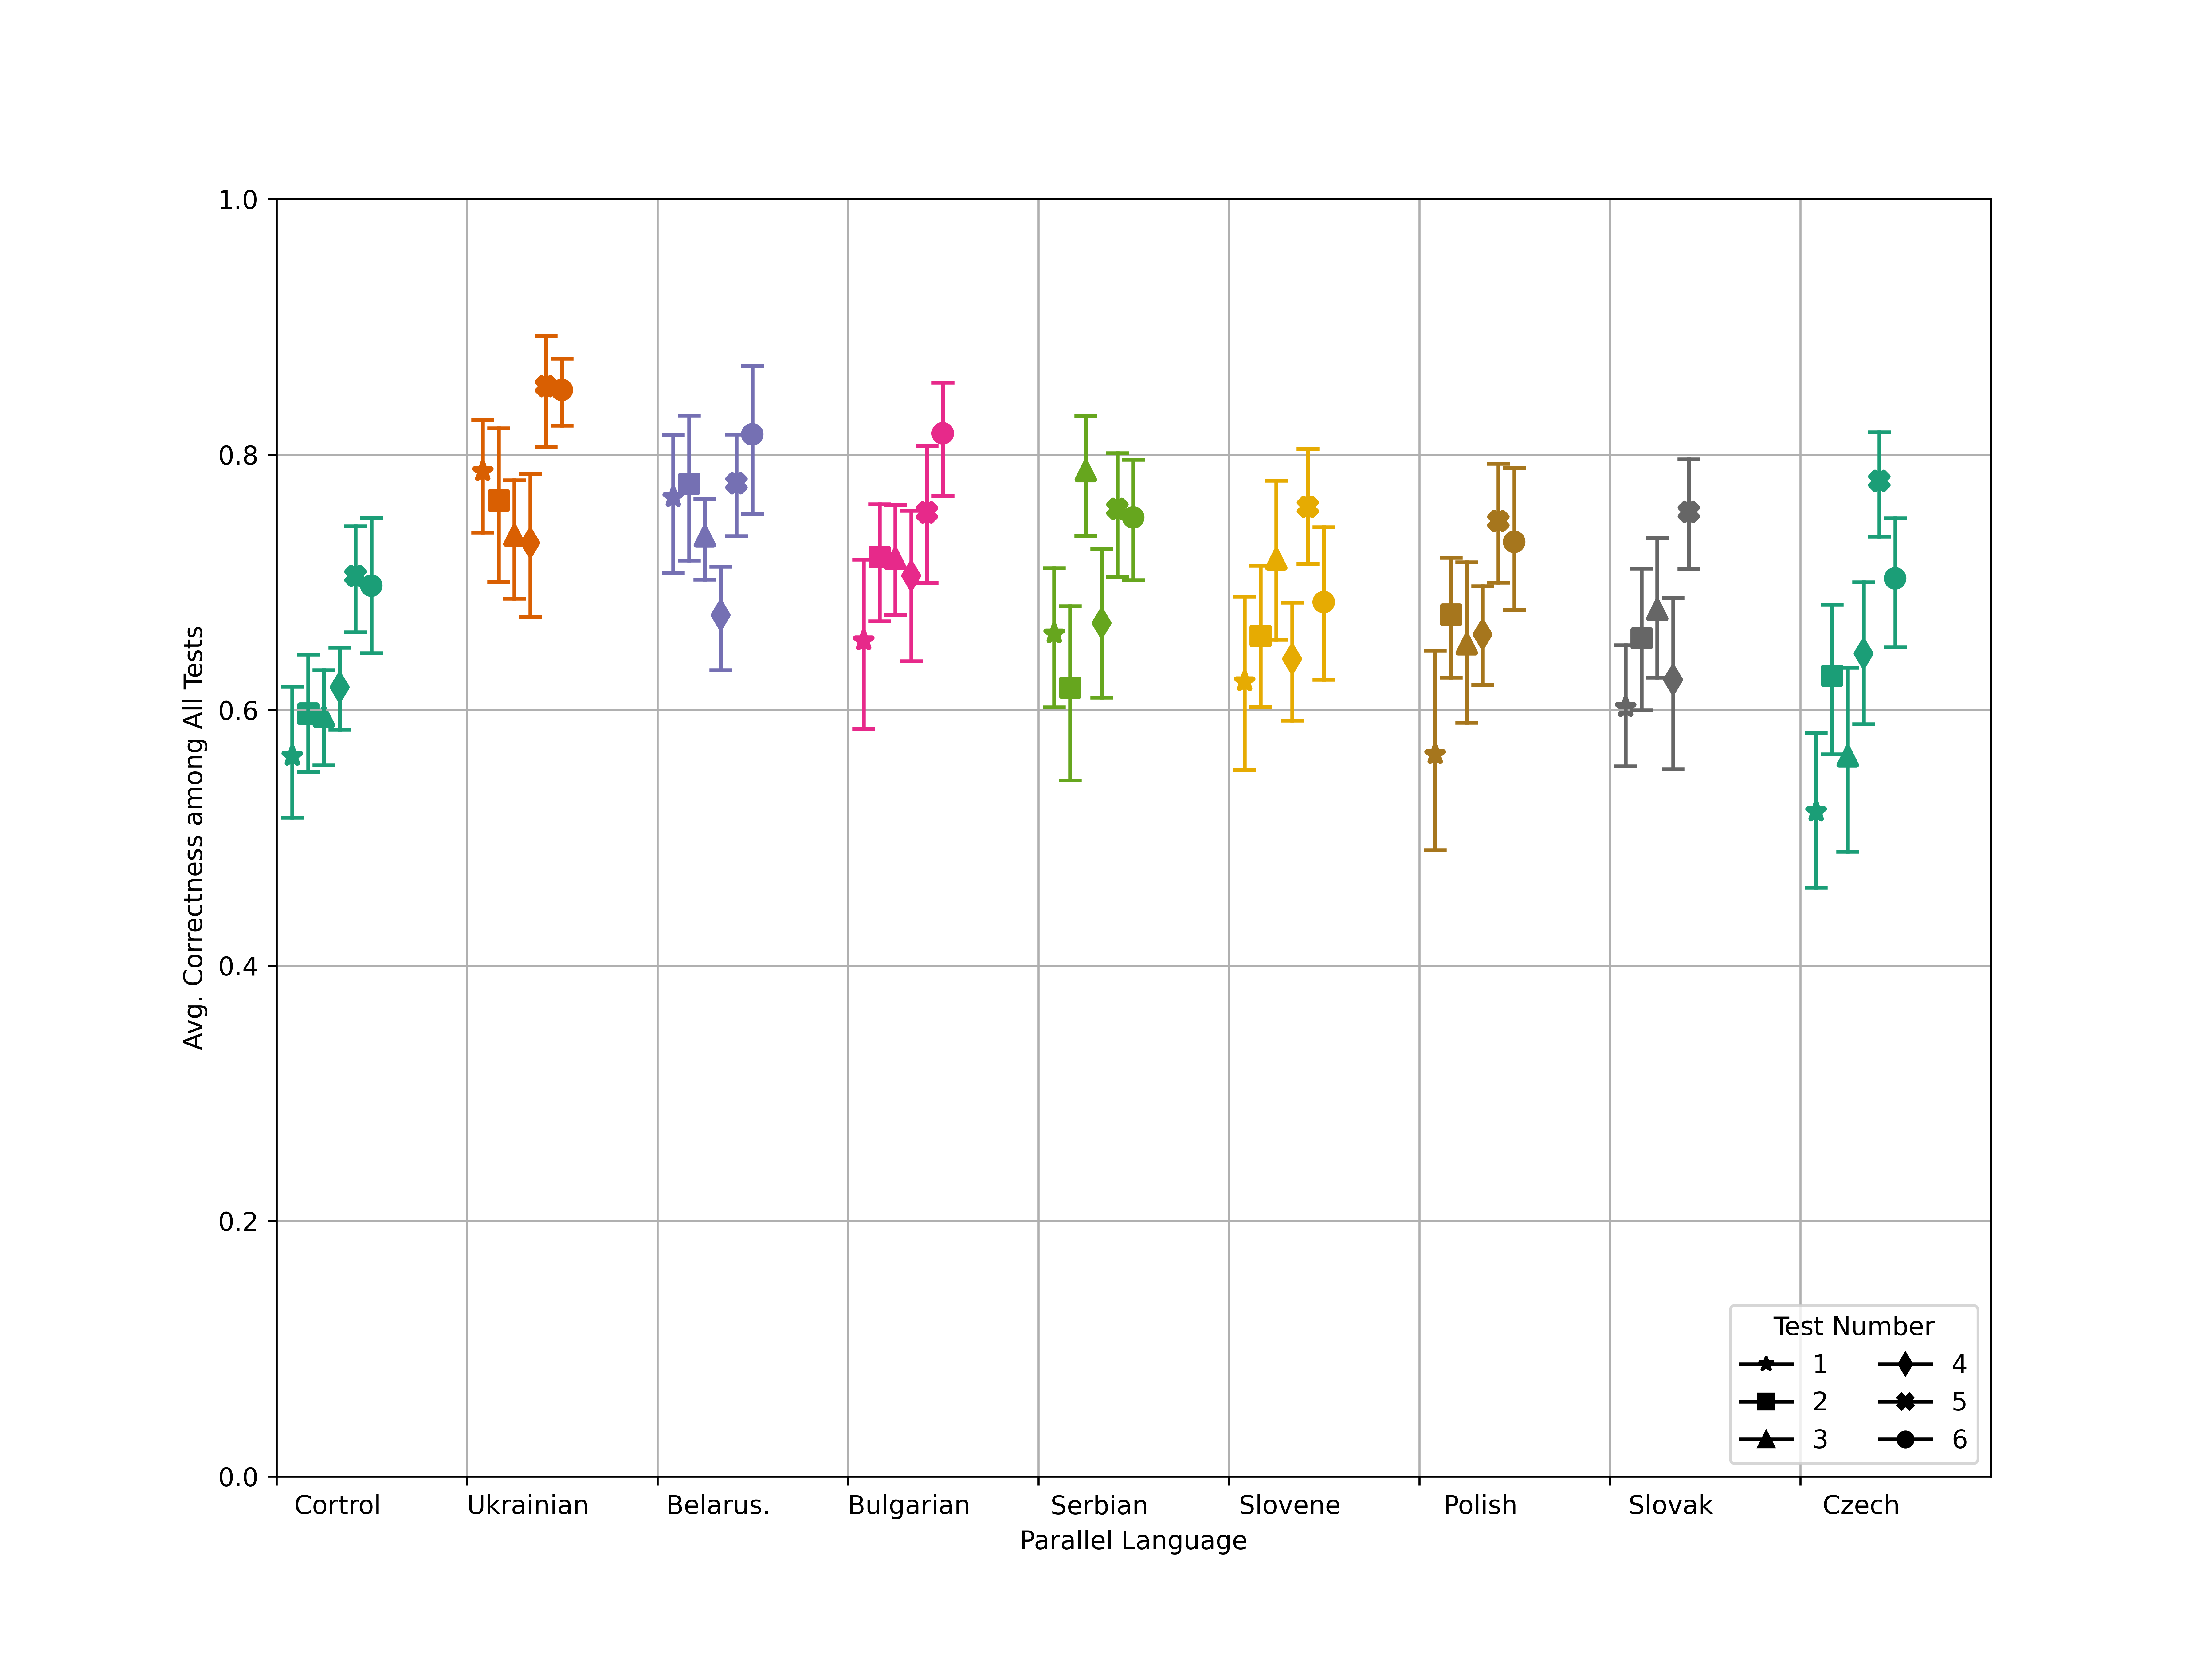 1.0
0.8
0.6
0.4
0.2
0.0
Avg. Correctness among All Tests
Test Number
1 4
2 5
3 6
Cortrol Ukrainian Belarus. Bulgarian Serbian Slovene Polish Slovak Czech
Parallel Language